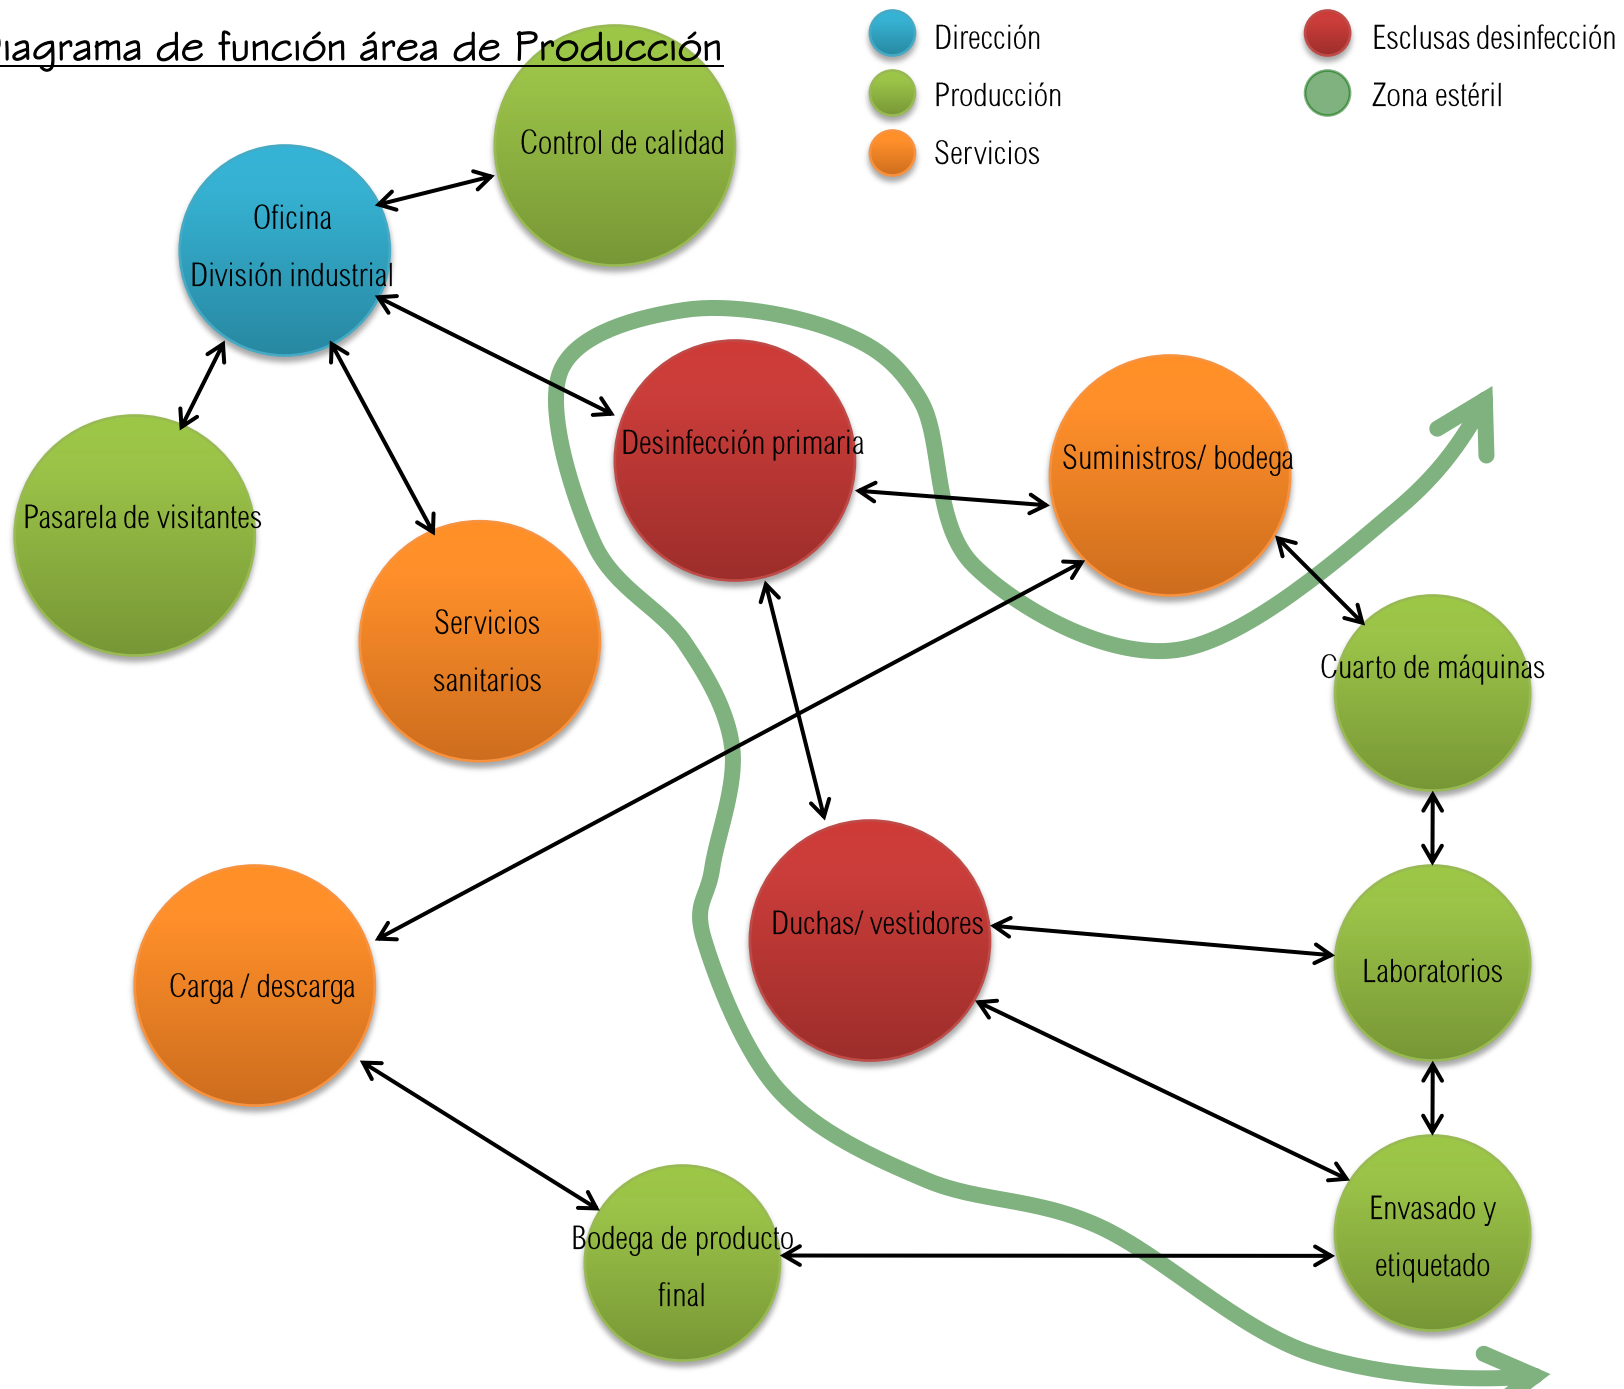 Diagrama de función área de Producción
Dirección
Producción
Servicios
Esclusas desinfección
Zona estéril
Control de calidad
Oficina
División industrial
Desinfección primaria
Suministros/ bodega
Pasarela de visitantes
Servicios
sanitarios
Cuarto de máquinas
Duchas/ vestidores
Laboratorios
Carga / descarga
Envasado y
etiquetado
Bodega de producto
final